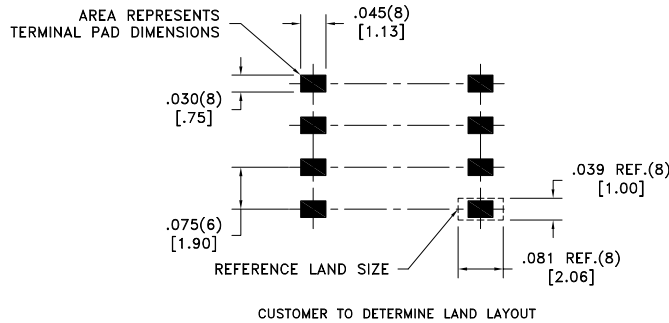 AREA REPRESENTS
TERMINAL PAD DIMENSIONS
.045(8)
[1.13]
.030(8)
[.75]
.039 REF.(8)
[1.00]
.075(6)
[1.90]
REFERENCE LAND SIZE
.081 REF.(8)
[2.06]
CUSTOMER TO DETERMINE LAND LAYOUT